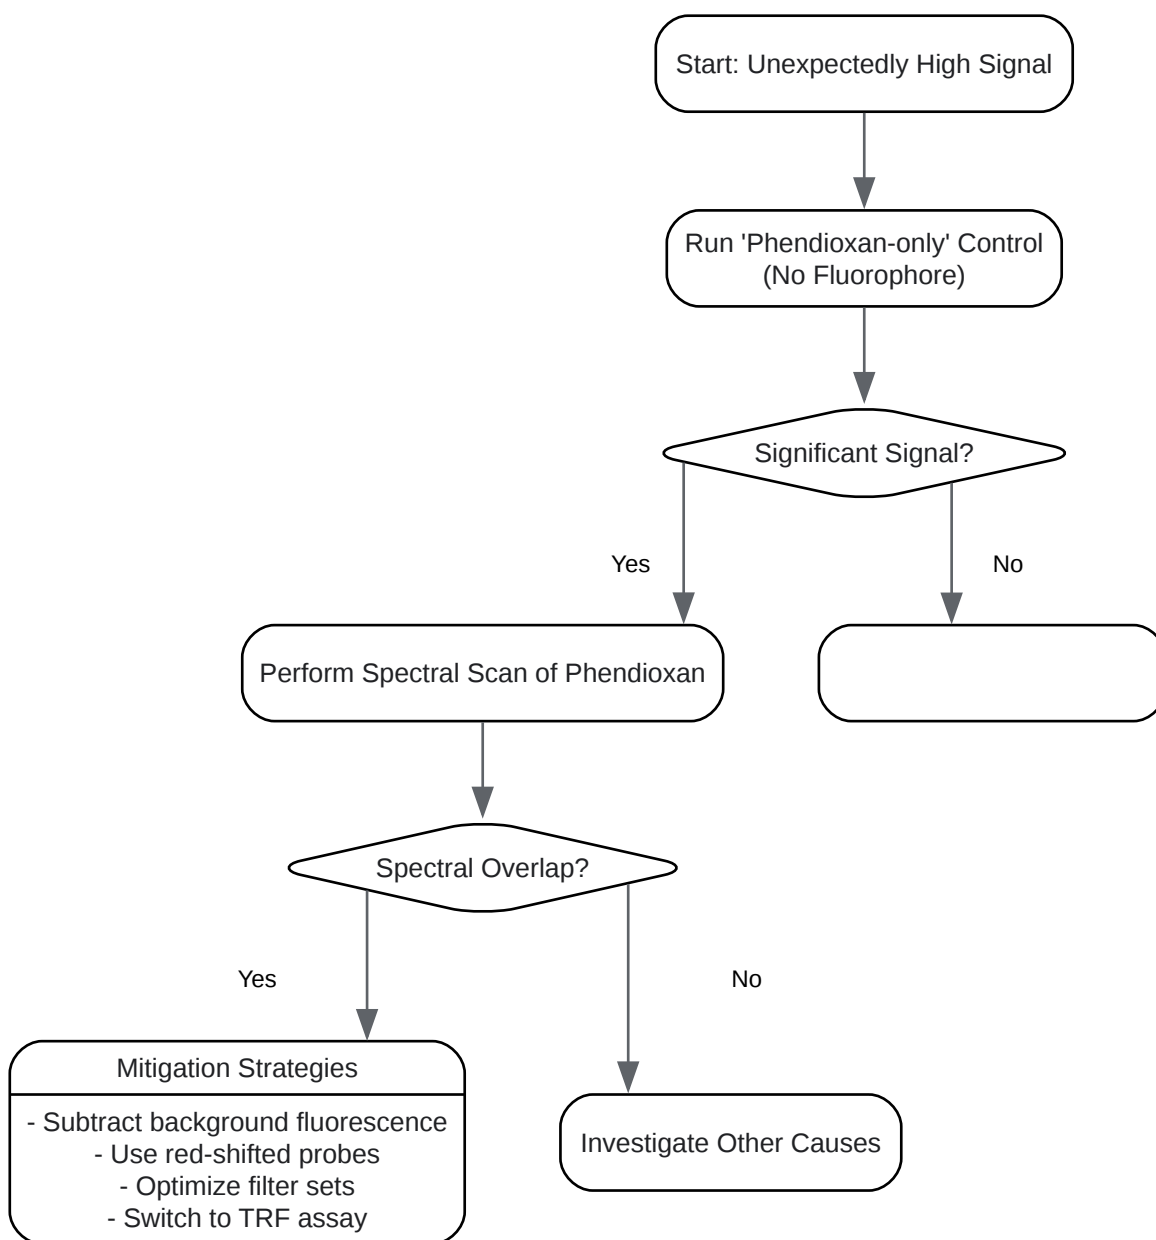 Start: Unexpectedly High Signal
Run 'Phendioxan-only' Control
(No Fluorophore)
Significant Signal?
Yes
No
Perform Spectral Scan of Phendioxan
Spectral Overlap?
Yes
No
Mitigation Strategies
- Subtract background fluorescence
- Use red-shifted probes
- Optimize filter sets
- Switch to TRF assay
Investigate Other Causes